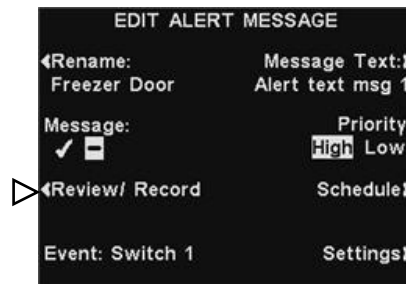 EDIT ALERT MESSAGE
Rename: Message Text:
Freezer Door Alert text msg 1
Message: Priority
✓ – High Low
Review/ Record Schedule
Event: Switch 1 Settings